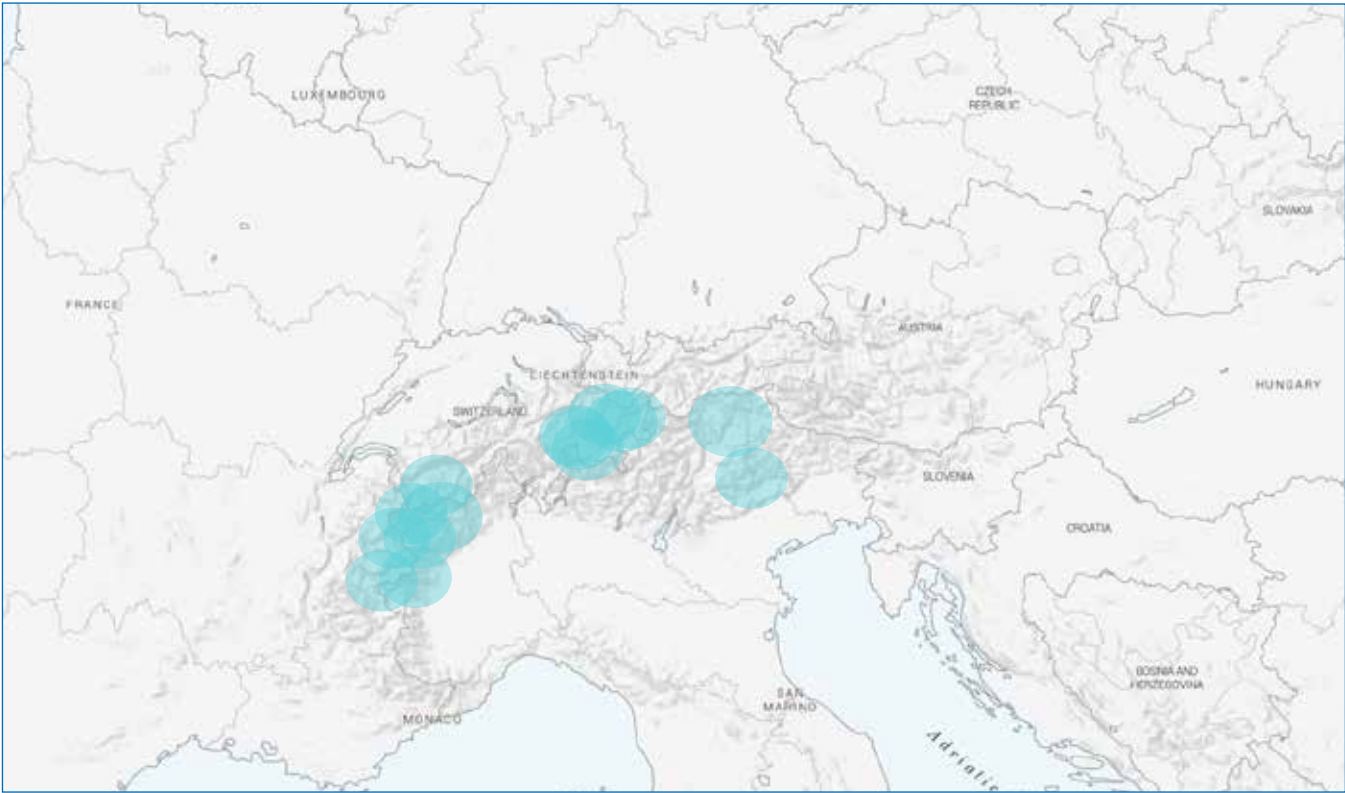 LUXEMBOURG
CZECH
REPUBLIC
SLOVAKIA
FRANCE
AUSTRIA
LIECHTENSTEIN
HUNGARY
SWITZERLAND
SLOVENIA
CROATIA
BOSNIA AND
HERZEGOVINA
SAN
MARINO
MONACO
Adriatic